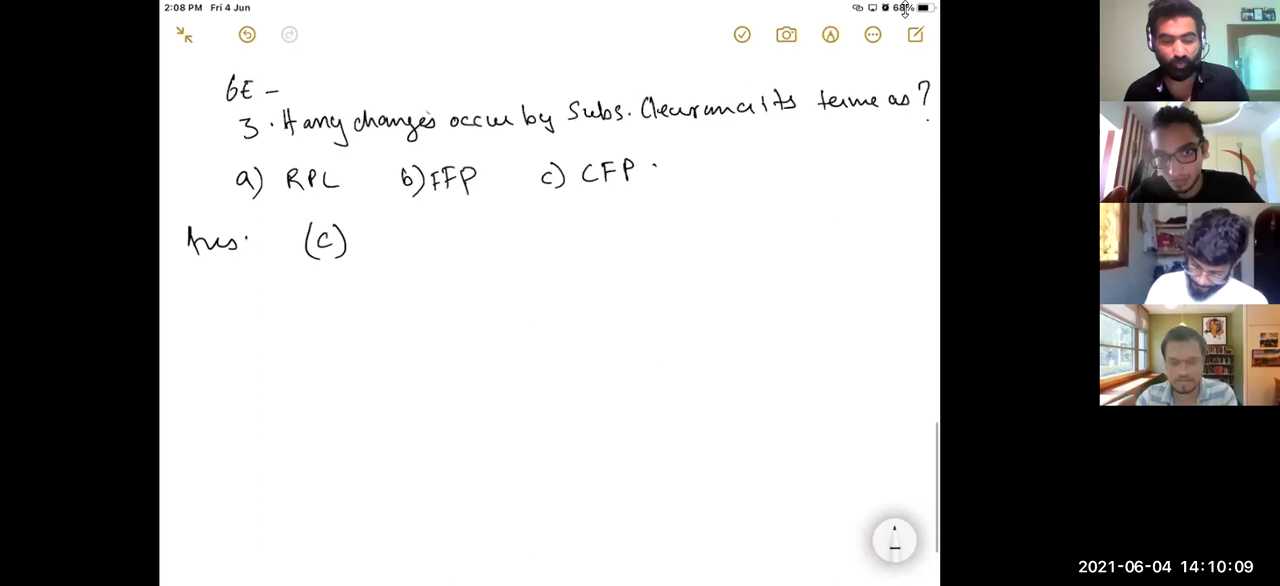 2:08 PM Fri 4 Jun
68%
6E -
3. If any changes occur by Subs. Clearance its terme as ?
a) RPL b) FFP c) CFP .
Ans. (c)
2021-06-04 14:10:09